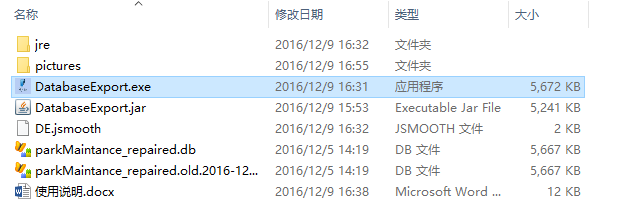 名称 修改日期 类型 大小
jre 2016/12/9 16:32 文件夹
pictures 2016/12/9 16:55 文件夹
DatabaseExport.exe 2016/12/9 16:31 应用程序 5,672 KB
DatabaseExport.jar 2016/12/9 15:53 Executable Jar File 5,241 KB
DE.jsmooth 2016/12/9 16:32 JSMOOTH 文件 2 KB
parkMaintance_repaired.db 2016/12/5 14:19 DB 文件 5,667 KB
parkMaintance_repaired.old.2016-12... 2016/12/5 14:19 DB 文件 5,667 KB
使用说明.docx 2016/12/9 16:38 Microsoft Word ... 12 KB